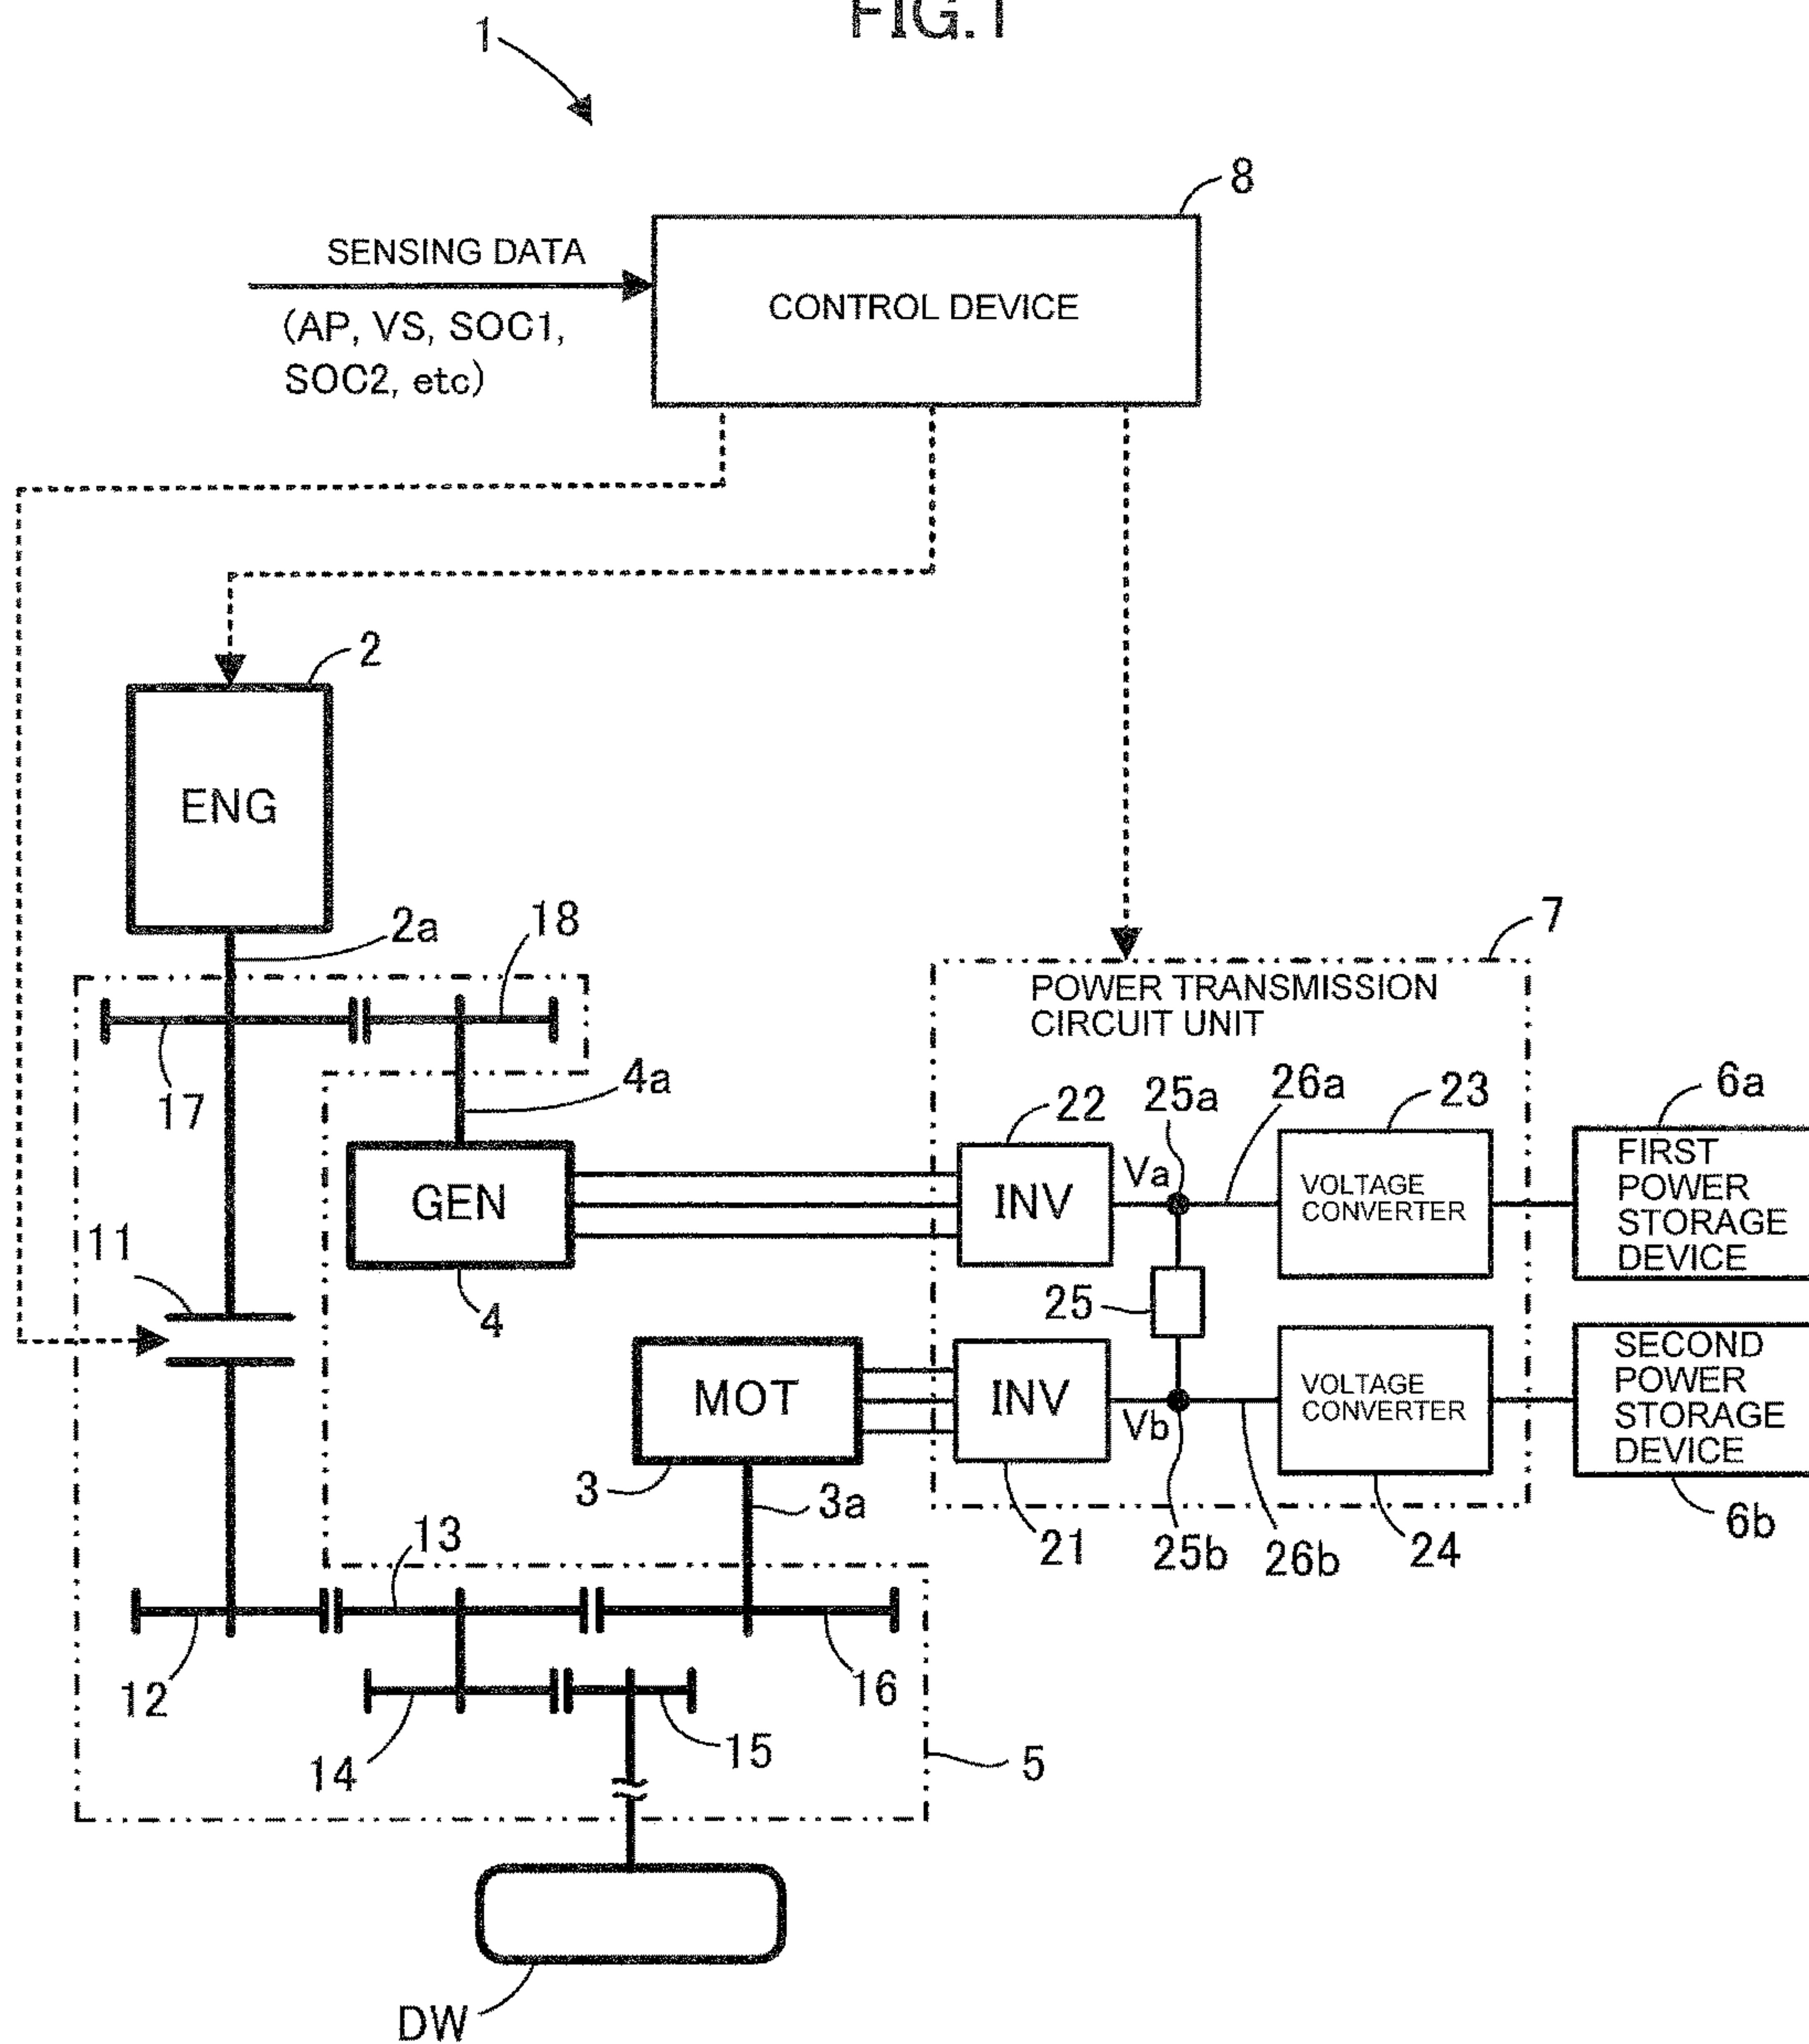 FIG.1
1
8
SENSING DATA
(AP, VS, SOC1,
SOC2, etc)
CONTROL DEVICE
2
ENG
2a
18
7
POWER TRANSMISSION
CIRCUIT UNIT
17
4a
22
25a
26a
23
6a
GEN
INV
Va
VOLTAGE
CONVERTER
FIRST
POWER
STORAGE
DEVICE
11
4
25
MOT
INV
Vb
VOLTAGE
CONVERTER
SECOND
POWER
STORAGE
DEVICE
3
3a
21
25b
26b
24
6b
13
12
16
14
15
5
DW